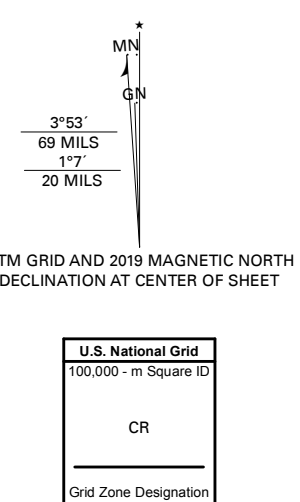 ★
MN
GN
3°53´
69 MILS
1°7´
20 MILS
TM GRID AND 2019 MAGNETIC NORTH
DECLINATION AT CENTER OF SHEET
U.S. National Grid
100,000 - m Square ID
CR
Grid Zone Designation